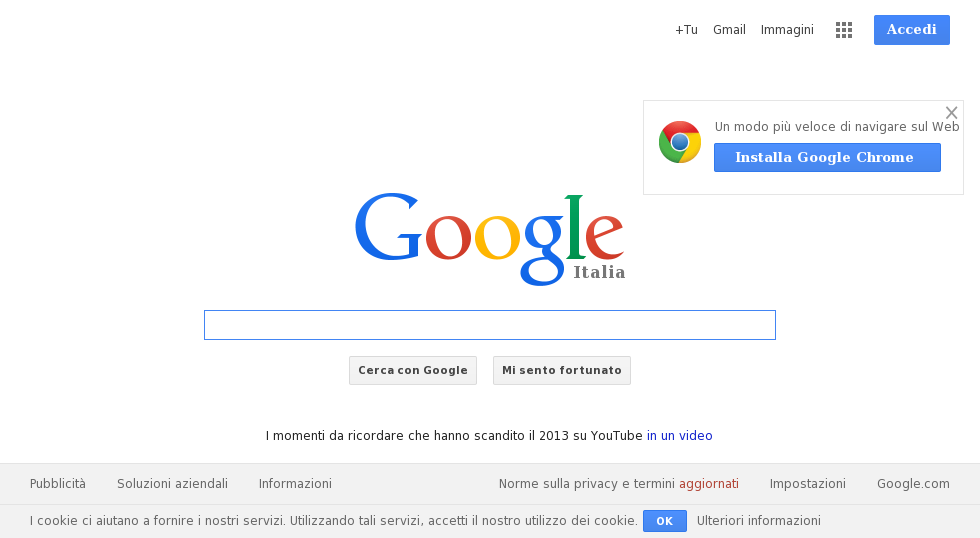 +Tu Gmail Immagini Accedi
Un modo più veloce di navigare sul Web
Installa Google Chrome
Google
Italia
Cerca con Google Mi sento fortunato
I momenti da ricordare che hanno scandito il 2013 su YouTube in un video
Pubblicità Soluzioni aziendali Informazioni Norme sulla privacy e termini aggiornati Impostazioni Google.com
I cookie ci aiutano a fornire i nostri servizi. Utilizzando tali servizi, accetti il nostro utilizzo dei cookie. OK Ulteriori informazioni